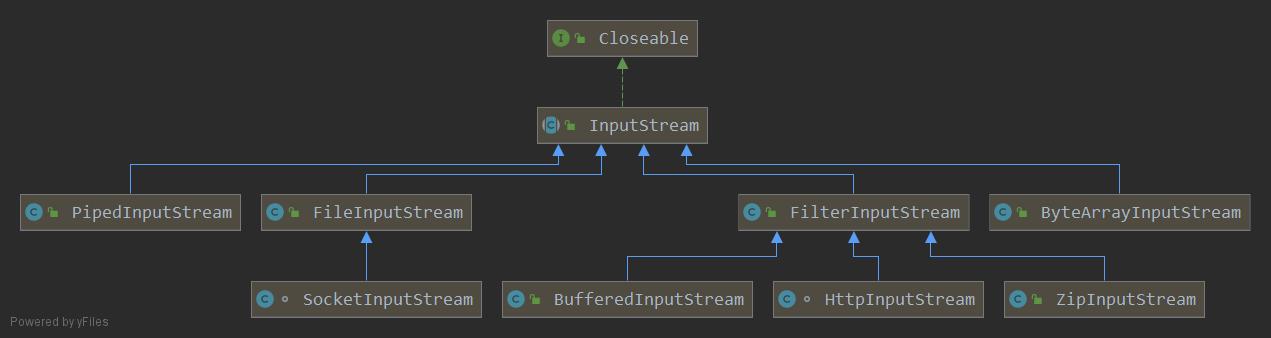 I Closeable
C InputStream
C PipedInputStream
C FileInputStream
C FilterInputStream
C ByteArrayInputStream
C SocketInputStream
C BufferedInputStream
C HttpInputStream
C ZipInputStream
Powered by yFiles